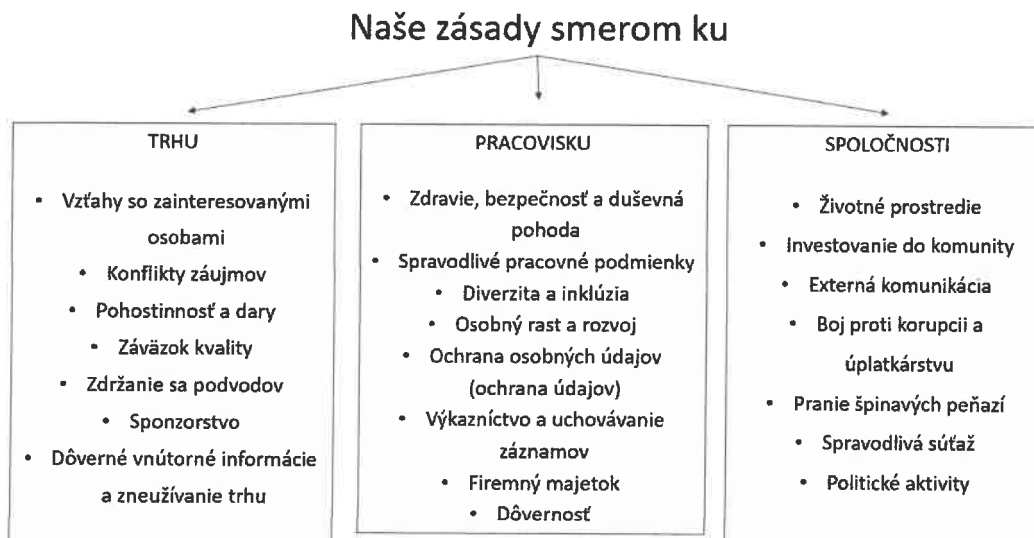 Naše zásady smerom ku
TRHU
• Vzťahy so zainteresovanými
osobami
• Konflikty záujmov
• Pohostinnosť a dary
• Záväzok kvality
• Zdržanie sa podvodov
• Sponzorstvo
• Dôverné vnútorné informácie
a zneužívanie trhu
PRACOVISKU
• Zdravie, bezpečnosť a duševná
pohoda
• Spravodlivé pracovné podmienky
• Diverzita a inklúzia
• Osobný rast a rozvoj
• Ochrana osobných údajov
(ochrana údajov)
• Výkazníctvo a uchovávanie
záznamov
• Firemný majetok
• Dôvernosť
SPOLOČNOSTI
• Životné prostredie
• Investovanie do komunity
• Externá komunikácia
• Boj proti korupcii a
úplatkárstvu
• Pranie špinavých peňazí
• Spravodlivá súťaž
• Politické aktivity